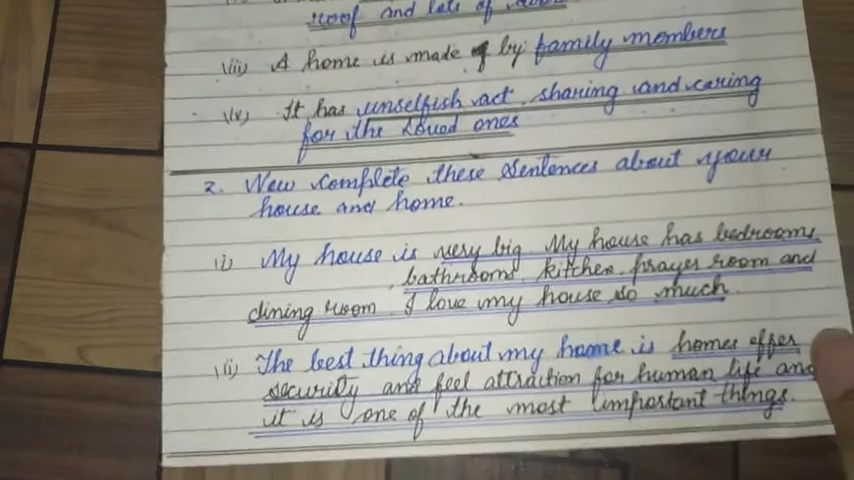 roof and lots of
(iii) A home is made by family members
(iv) It has unselfish act, sharing and caring
for the loved ones
2. Now complete these sentences about your
house and home.
(i) My house is very big. My house has bedrooms,
bathrooms, kitchen, prayer room and
dining room. I love my house so much.
(ii) The best thing about my home is homes offer
security and feel attraction for human life and
it is one of the most important things.